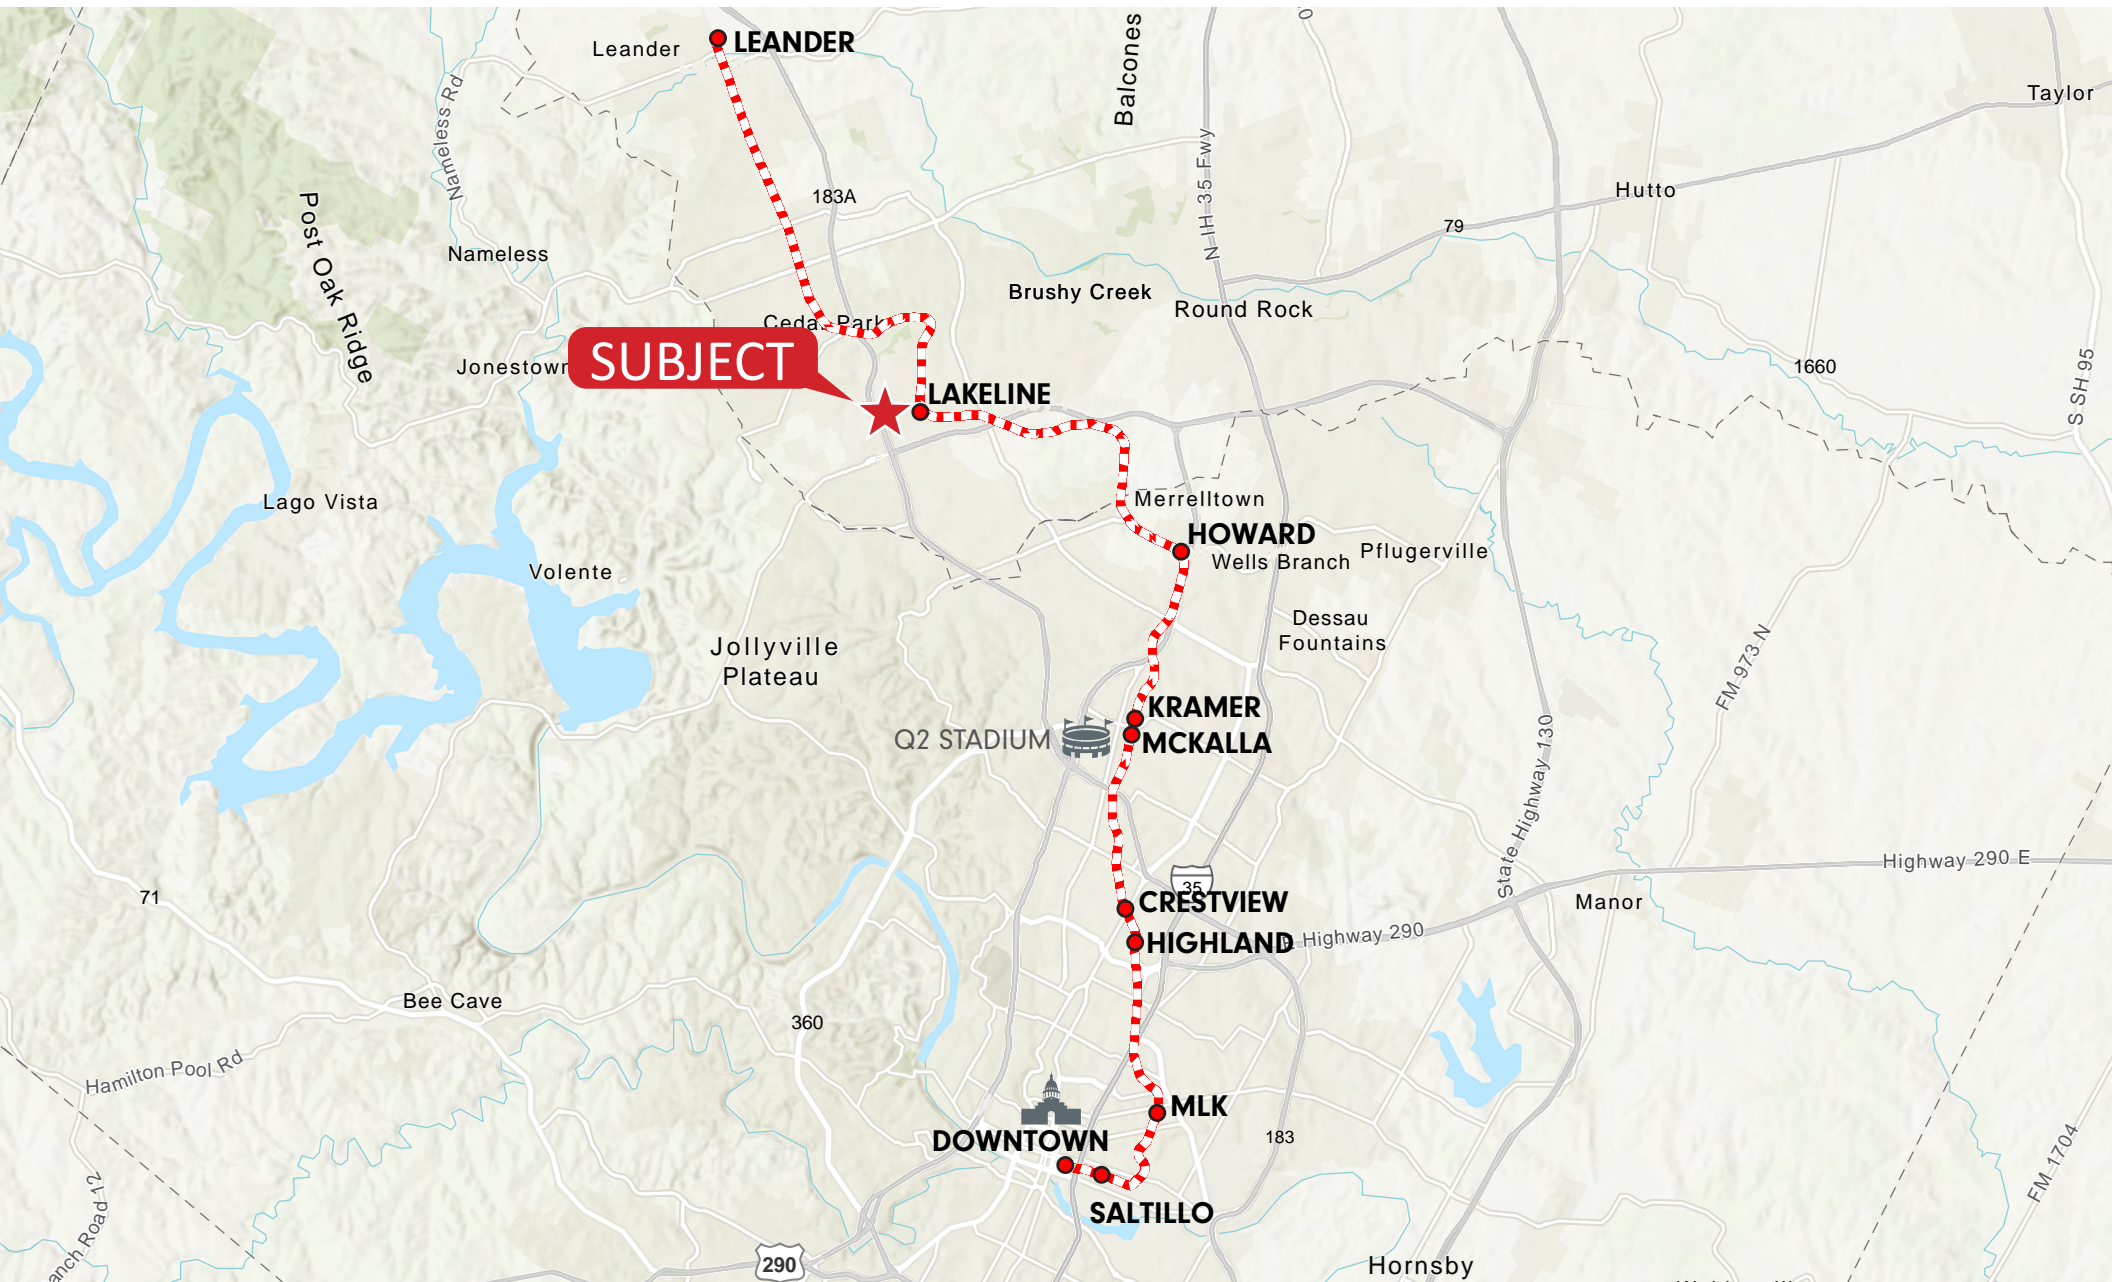 Leander
LEANDER
Balcones
Taylor
Nameless Rd
N IH 35 Fwy
183A
Hutto
79
Post Oak Ridge
Nameless
Brushy Creek
Round Rock
Cedar Park
SUBJECT
Jonestown
1660
S SH 95
LAKELINE
Lago Vista
Merrelltown
HOWARD
Wells Branch
Pflugerville
Volente
Dessau
Fountains
Jollyville
Plateau
FM 973 N
KRAMER
Q2 STADIUM
MCKALLA
State Highway 130
Highway 290 E
71
35
CRESTVIEW
Manor
HIGHLAND
E Highway 290
Bee Cave
360
Hamilton Pool Rd
MLK
DOWNTOWN
183
FM 1704
SALTILLO
anch Road 12
290
Hornsby